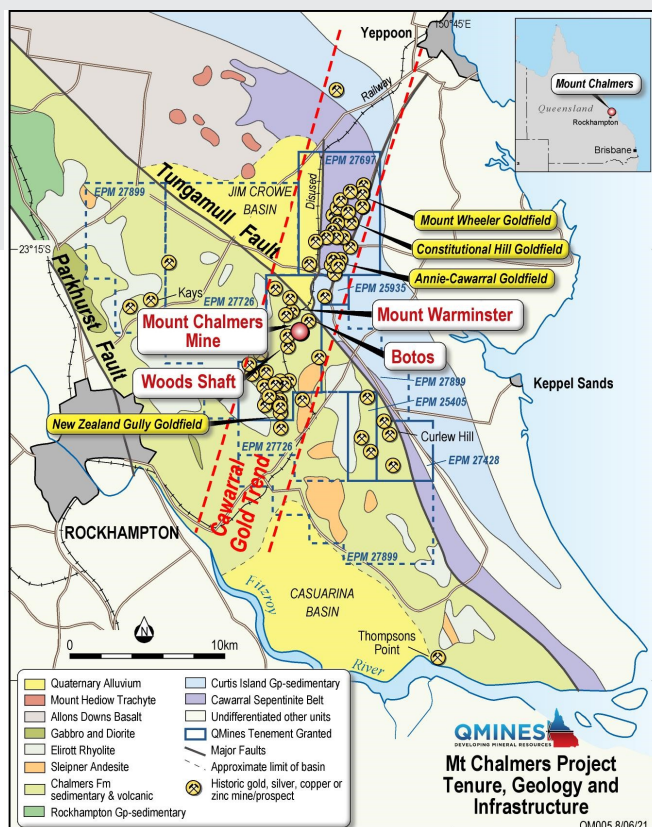 Yeppoon
150°45'E
Mount Chalmers
Queensland
Rockhampton
Brisbane
Railway
Disused
EPM 27697
EPM 27899
JIM CROWE
BASIN
Tungamull Fault
Mount Wheeler Goldfield
Constitutional Hill Goldfield
Annie-Cawarral Goldfield
23°15'S
Parkhurst Fault
Kays
EPM 27726
EPM 25935
Mount Chalmers
Mine
Mount Warminster
Botos
Woods Shaft
Keppel Sands
EPM 27899
EPM 25405
New Zealand Gully Goldfield
Curlew Hill
EPM 27726
EPM 27428
Cawarral
Gold Trend
ROCKHAMPTON
EPM 27899
N
0
10km
Fitzroy
River
CASUARINA
BASIN
Thompsons
Point
Quaternary Alluvium
Mount Hediow Trachyte
Allons Downs Basalt
Gabbro and Diorite
Elirott Rhyolite
Sleipner Andesite
Chalmers Fm
sedimentary & volcanic
Rockhampton Gp-sedimentary
Curtis Island Gp-sedimentary
Cawarral Sepentinite Belt
Undifferentiated other units
QMines Tenement Granted
Major Faults
Approximate limit of basin
Historic gold, silver, copper or
zinc mine/prospect
QMINES
DEVELOPING MINERAL RESOURCES
Mt Chalmers Project
Tenure, Geology and
Infrastructure
QM005 8/06/21